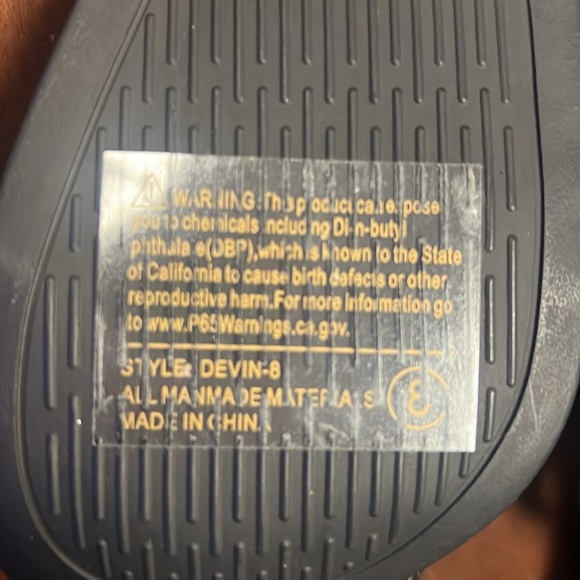 WARNING: This product can expose
you to chemicals including Di-n-butyl
phthalate(DBP),which is known to the State
of California to cause birth defects or other
reproductive harm.For more information go
to www.P65Warnings.ca.gov.
STYLE: DEVIN-8
ALL MANMADE MATERIALS
MADE IN CHINA